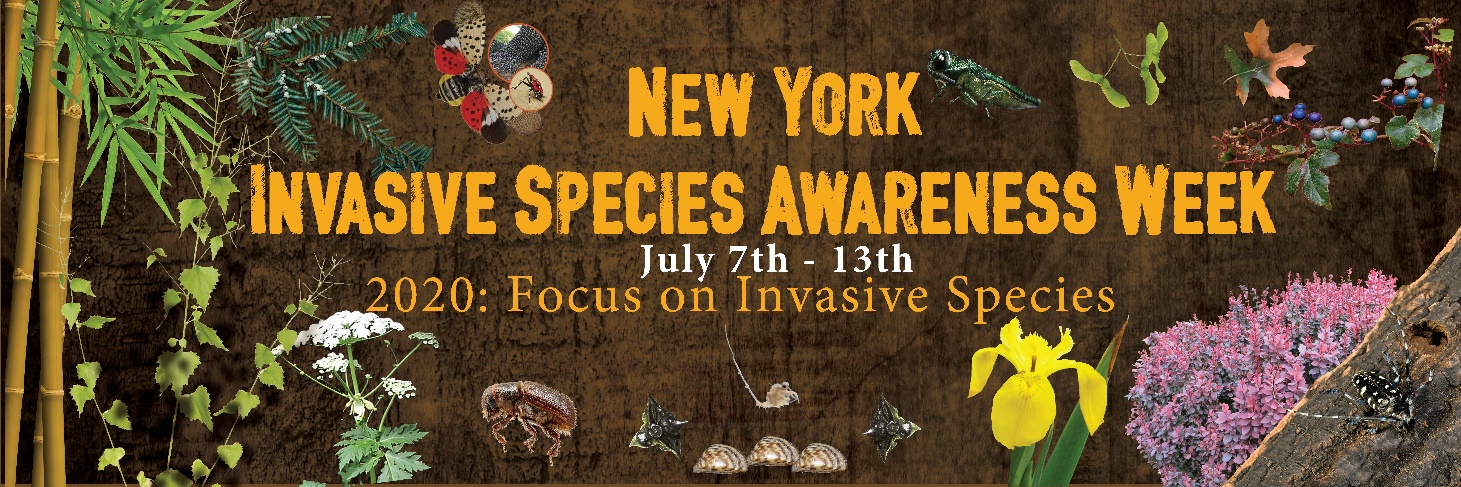 New York
Invasive Species Awareness Week
July 7th - 13th
2020: Focus on Invasive Species